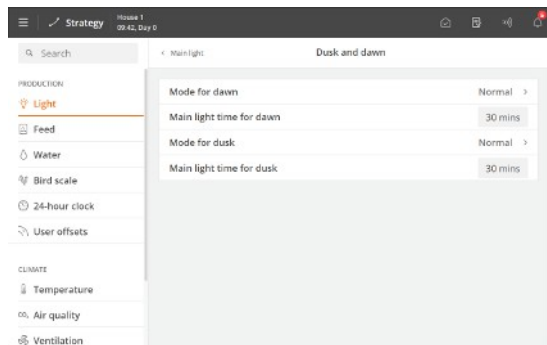 Strategy
House 1
09:42, Day 0
Search
Main light
Dusk and dawn
PRODUCTION
Light
Feed
Water
Bird scale
24-hour clock
User offsets
CLIMATE
Temperature
CO₂ Air quality
Ventilation
Mode for dawn Normal
Main light time for dawn 30 mins
Mode for dusk Normal
Main light time for dusk 30 mins